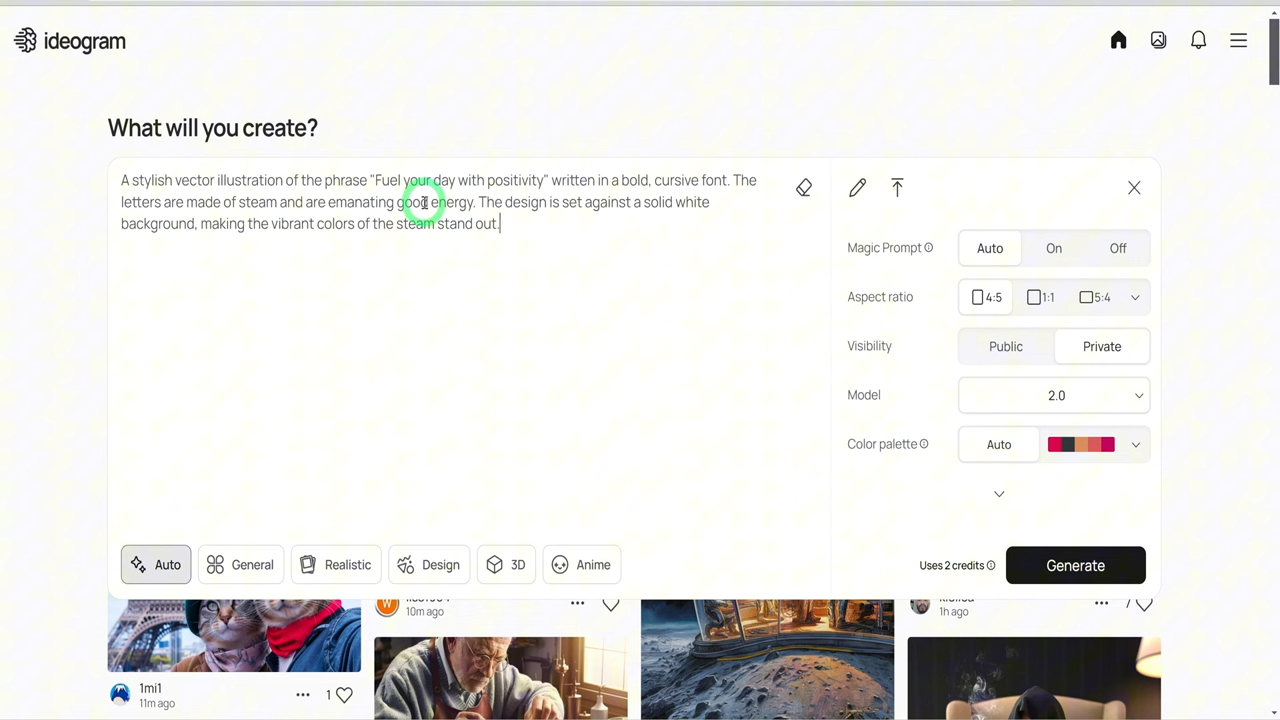 ideogram
What will you create?
A stylish vector illustration of the phrase "Fuel your day with positivity" written in a bold, cursive font. The
letters are made of steam and are emanating good energy. The design is set against a solid white
background, making the vibrant colors of the steam stand out.
Magic Prompt
Auto
On
Off
Aspect ratio
4:5
1:1
5:4
Visibility
Public
Private
Model
2.0
Color palette
Auto
Auto
General
Realistic
Design
3D
Anime
Uses 2 credits
Generate
W
10m ago
7
1h ago
1mi1
11m ago
1